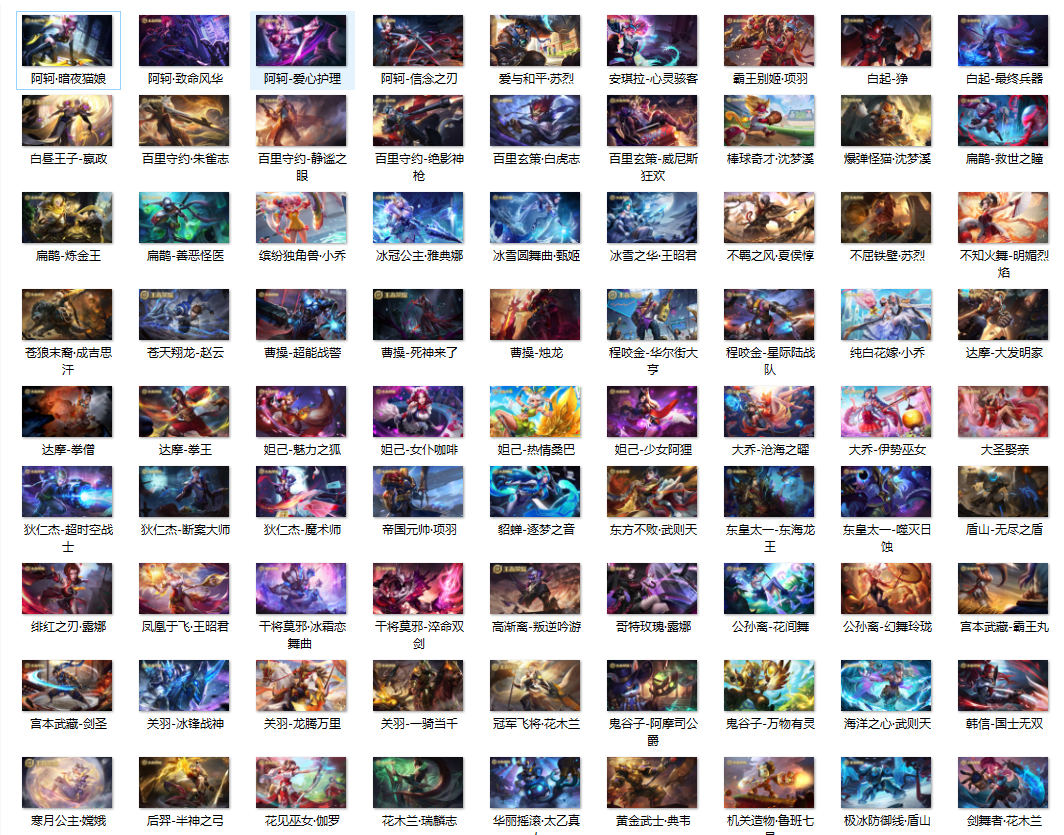 阿轲·暗夜猫娘
阿轲·致命风华
阿轲-爱心护理
阿轲-信念之刃
爱与和平·苏烈
安琪拉-心灵骇客
霸王别姬·项羽
白起-狰
白起-最终兵器
白昼王子-嬴政
百里守约-朱雀志
百里守约-静谧之
眼
百里守约-绝影神
枪
百里玄策-白虎志
百里玄策-威尼斯
狂欢
棒球奇才·沈梦溪
爆弹怪猫·沈梦溪
扁鹊-救世之瞳
扁鹊-炼金王
扁鹊-善恶怪医
缤纷独角兽·小乔
冰冠公主·雅典娜
冰雪圆舞曲·甄姬
冰雪之华·王昭君
不羁之风·夏侯惇
不屈铁壁·苏烈
不知火舞-明媚烈
焰
苍狼末裔·成吉思
汗
苍天翔龙-赵云
曹操-超能战警
曹操-死神来了
曹操-烛龙
程咬金-华尔街大
亨
程咬金-星际陆战
队
纯白花嫁·小乔
达摩-大发明家
达摩-拳僧
达摩-拳王
妲己-魅力之狐
妲己-女仆咖啡
妲己-热情桑巴
妲己-少女阿狸
大乔-沧海之曜
大乔-伊势巫女
大圣娶亲
狄仁杰-超时空战
士
狄仁杰-断案大师
狄仁杰-魔术师
帝国元帅·项羽
貂蝉-逐梦之音
东方不败·武则天
东皇太一-东海龙
王
东皇太一-噬灭日
蚀
盾山-无尽之盾
绯红之刃·露娜
凤凰于飞·王昭君
干将莫邪·冰霜恋
舞曲
干将莫邪-淬命双
剑
高渐离-叛逆吟游
哥特玫瑰·露娜
公孙离-花间舞
公孙离-幻舞玲珑
宫本武藏-霸王丸
宫本武藏-剑圣
关羽-冰锋战神
关羽-龙腾万里
关羽-一骑当千
冠军飞将·花木兰
鬼谷子-阿摩司公
爵
鬼谷子-万物有灵
海洋之心·武则天
韩信-国士无双
寒月公主·嫦娥
后羿-半神之弓
花见巫女·伽罗
花木兰·瑞麟志
华丽摇滚·太乙真
黄金武士·典韦
机关造物·鲁班七
极冰防御线·盾山
剑舞者·花木兰